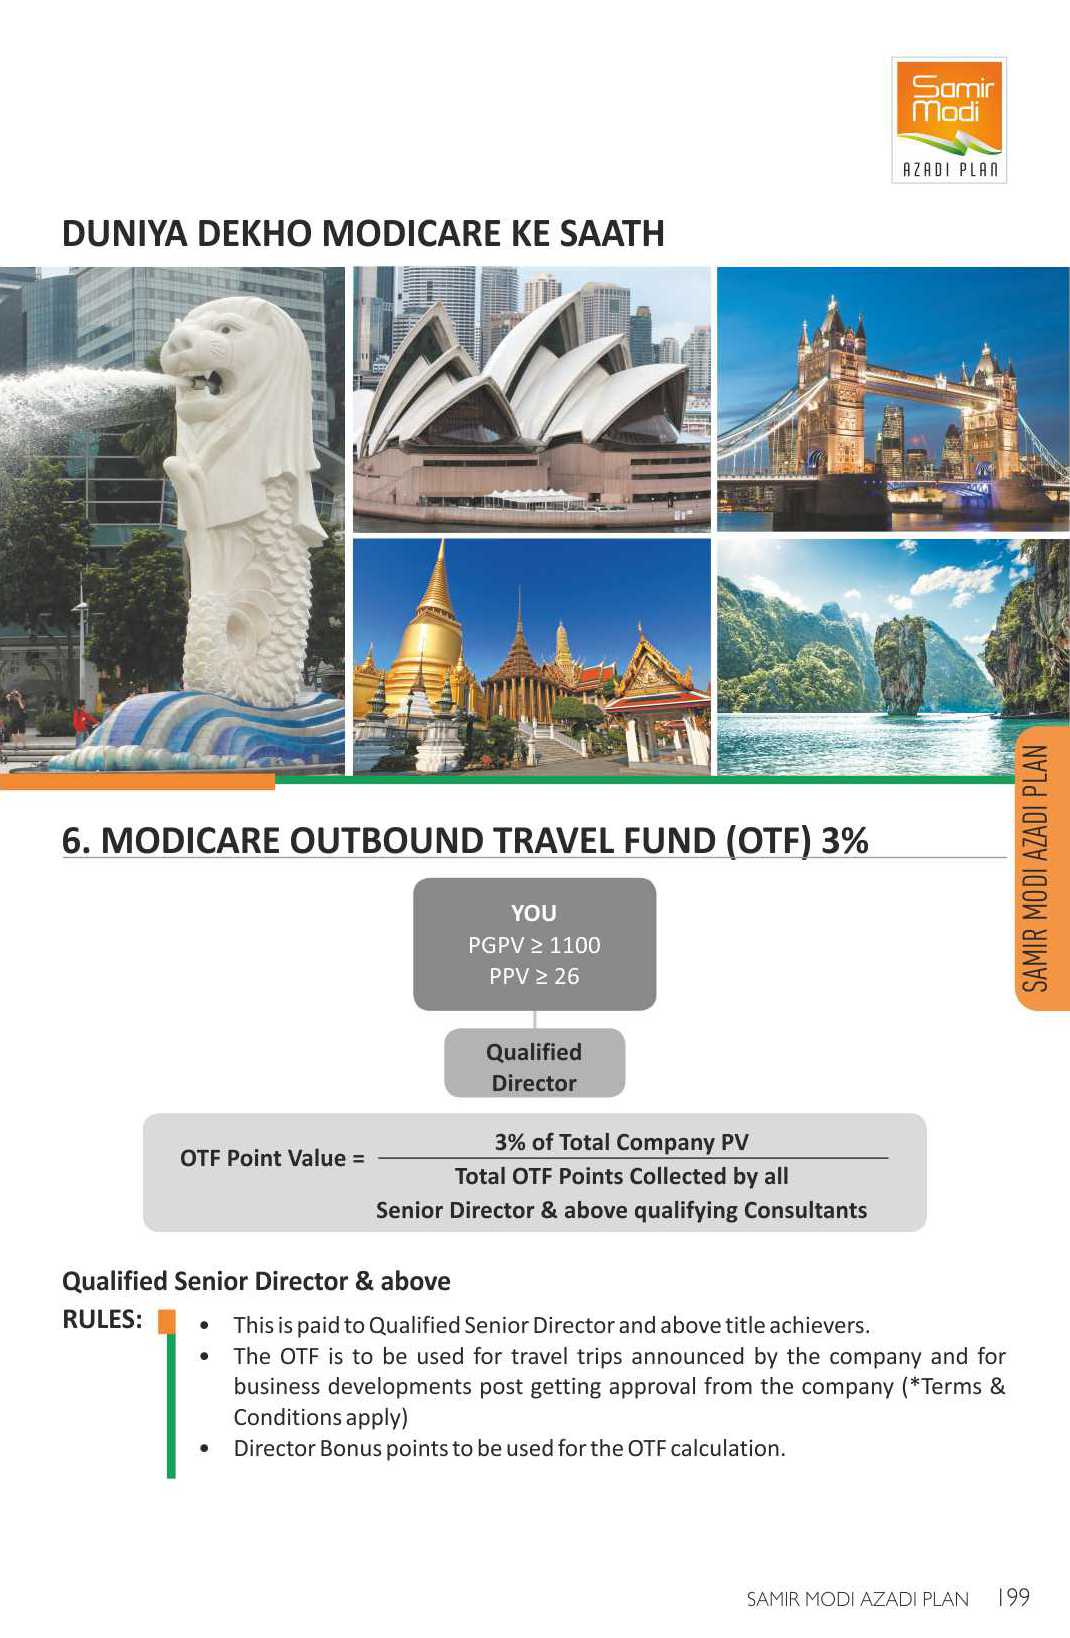 Samir
Modi
AZADI PLAN
DUNIYA DEKHO MODICARE KE SAATH
6. MODICARE OUTBOUND TRAVEL FUND (OTF) 3%
SAMIR MODI AZADI PLAN
YOU
PGPV ≥ 1100
PPV ≥ 26
Qualified
Director
OTF Point Value =
3% of Total Company PV
Total OTF Points Collected by all
Senior Director & above qualifying Consultants
Qualified Senior Director & above
RULES:
• This is paid to Qualified Senior Director and above title achievers.
• The OTF is to be used for travel trips announced by the company and for
business developments post getting approval from the company (*Terms &
Conditions apply)
• Director Bonus points to be used for the OTF calculation.
SAMIR MODI AZADI PLAN 199